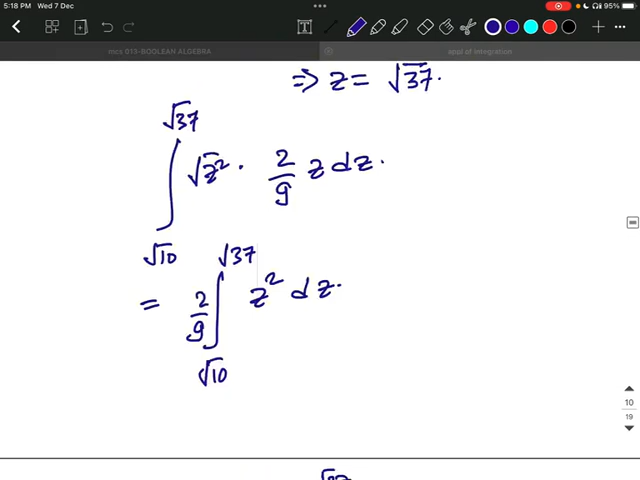 5:18 PM Wed 7 Dec
95%
mcs 013-BOOLEAN ALGEBRA
appl of integration
⇒ z = √37.
√37
∫ √z² · 2/9 z dz.
√10
√37
= 2/9 ∫ z² dz.
√10
10
19